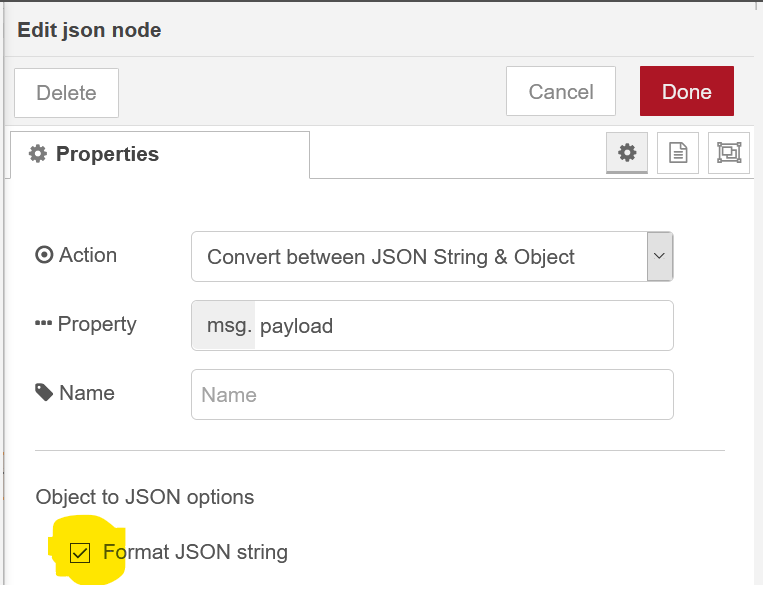 Edit json node
Delete Cancel Done
Properties
Action Convert between JSON String & Object
Property msg. payload
Name Name
Object to JSON options
Format JSON string